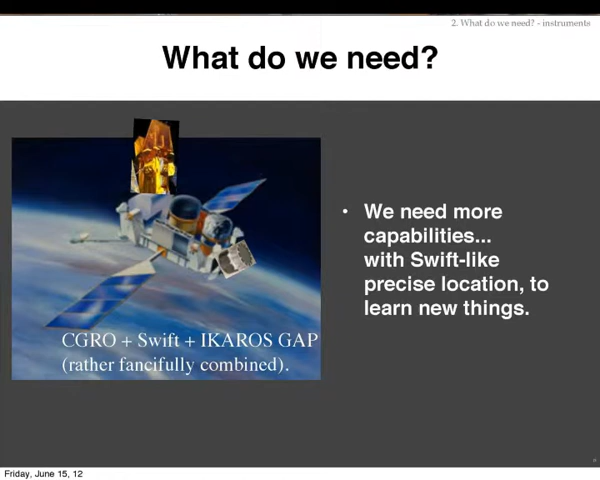 2. What do we need? - instruments
What do we need?
• We need more
capabilities...
with Swift-like
precise location, to
learn new things.
CGRO + Swift + IKAROS GAP
(rather fancifully combined).
Friday, June 15, 12